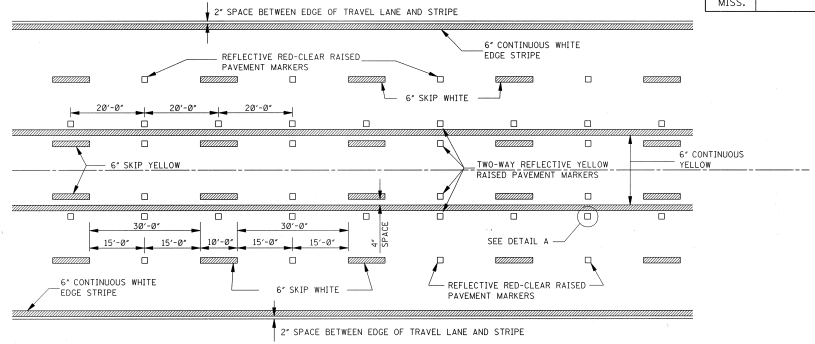 MISS.
2" SPACE BETWEEN EDGE OF TRAVEL LANE AND STRIPE
6" CONTINUOUS WHITE
EDGE STRIPE
REFLECTIVE RED-CLEAR RAISED
PAVEMENT MARKERS
6" SKIP WHITE
20'-0" 20'-0" 20'-0"
6" SKIP YELLOW
TWO-WAY REFLECTIVE YELLOW
RAISED PAVEMENT MARKERS
6" CONTINUOUS
YELLOW
30'-0" 30'-0"
15'-0" 15'-0" 10'-0" 15'-0" 15'-0"
4"
SPACE
SEE DETAIL A
6" CONTINUOUS WHITE
EDGE STRIPE
6" SKIP WHITE
REFLECTIVE RED-CLEAR RAISED
PAVEMENT MARKERS
2" SPACE BETWEEN EDGE OF TRAVEL LANE AND STRIPE